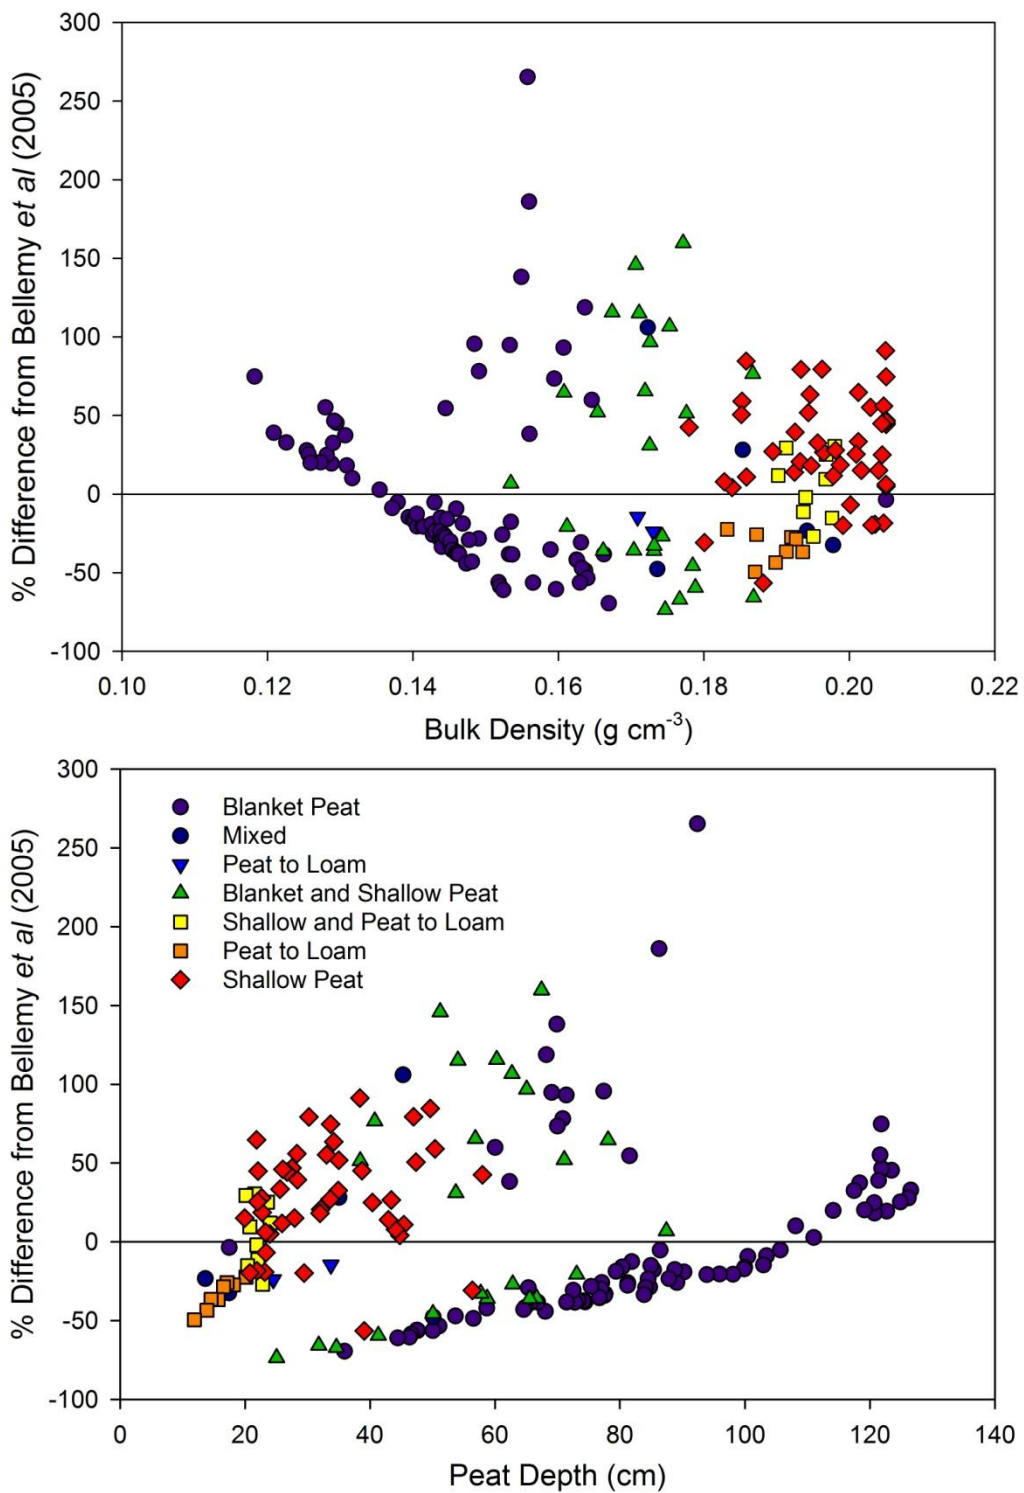 300
250
200
150
100
50
0
-50
-100
% Difference from Bellemy et al (2005)
0.10 0.12 0.14 0.16 0.18 0.20 0.22
Bulk Density (g cm-3)
300
250
200
150
100
50
0
-50
-100
% Difference from Bellemy et al (2005)
Blanket Peat
Mixed
Peat to Loam
Blanket and Shallow Peat
Shallow and Peat to Loam
Peat to Loam
Shallow Peat
0 20 40 60 80 100 120 140
Peat Depth (cm)